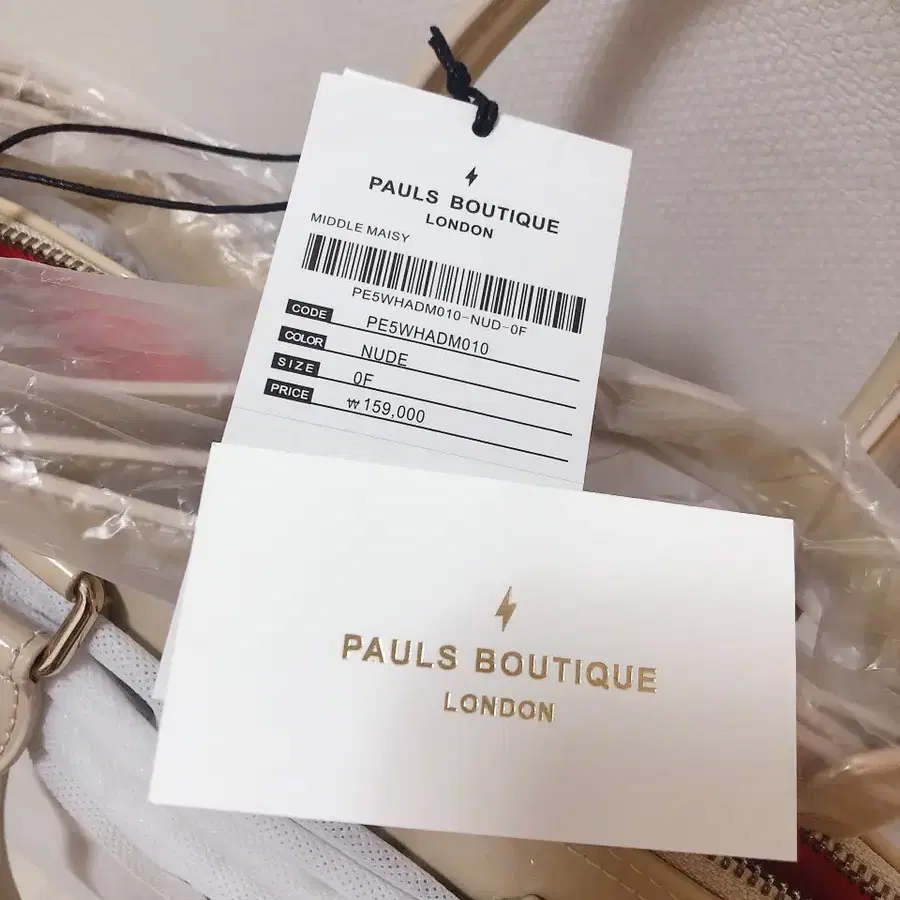 PAULS BOUTIQUE
LONDON
MIDDLE MAISY
PE5WHADM010-NUD-0F
CODE PE5WHADM010
COLOR NUDE
SIZE 0F
PRICE ₩159,000
PAULS BOUTIQUE
LONDON